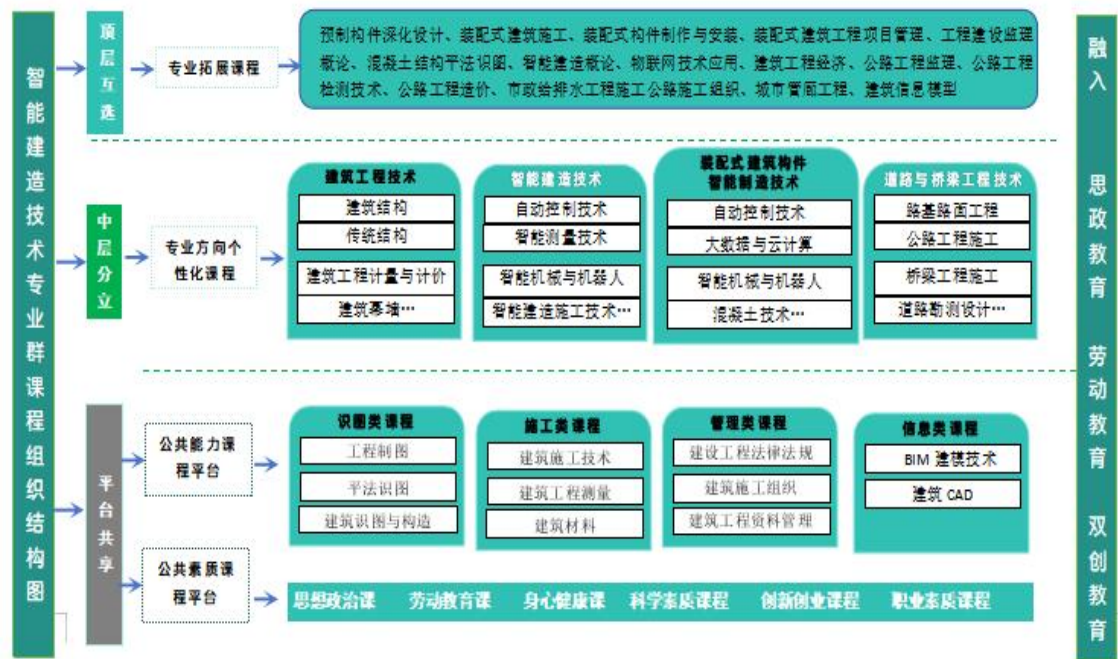 智能建造技术专业群课程组织结构图
顶层互选
专业拓展课程
预制构件深化设计、装配式建筑施工、装配式构件制作与安装、装配式建筑工程项目管理、工程建设监理
概论、混凝土结构平法识图、智能建造概论、物联网技术应用、建筑工程经济、公路工程监理、公路工程
检测技术、公路工程造价、市政给排水工程施工公路施工组织、城市管廊工程、建筑信息模型
中层分立
专业方向个
性化课程
建筑工程技术
建筑结构
传统结构
建筑工程计量与计价
建筑幕墙…
智能建造技术
自动控制技术
智能测量技术
智能机械与机器人
智能建造施工技术…
装配式建筑构件
智能制造技术
自动控制技术
大数据与云计算
智能机械与机器人
混凝土技术…
道路与桥梁工程技术
路基路面工程
公路工程施工
桥梁工程施工
道路勘测设计…
平台共享
公共能力课
程平台
识图类课程
工程制图
平法识图
建筑识图与构造
施工类课程
建筑施工技术
建筑工程测量
建筑材料
管理类课程
建设工程法律法规
建筑施工组织
建筑工程资料管理
信息类课程
BIM 建模技术
建筑 CAD
公共素质课
程平台
思想政治课 劳动教育课 身心健康课 科学素质课程 创新创业课程 职业素质课程
融入 思政教育 劳动教育 双创教育